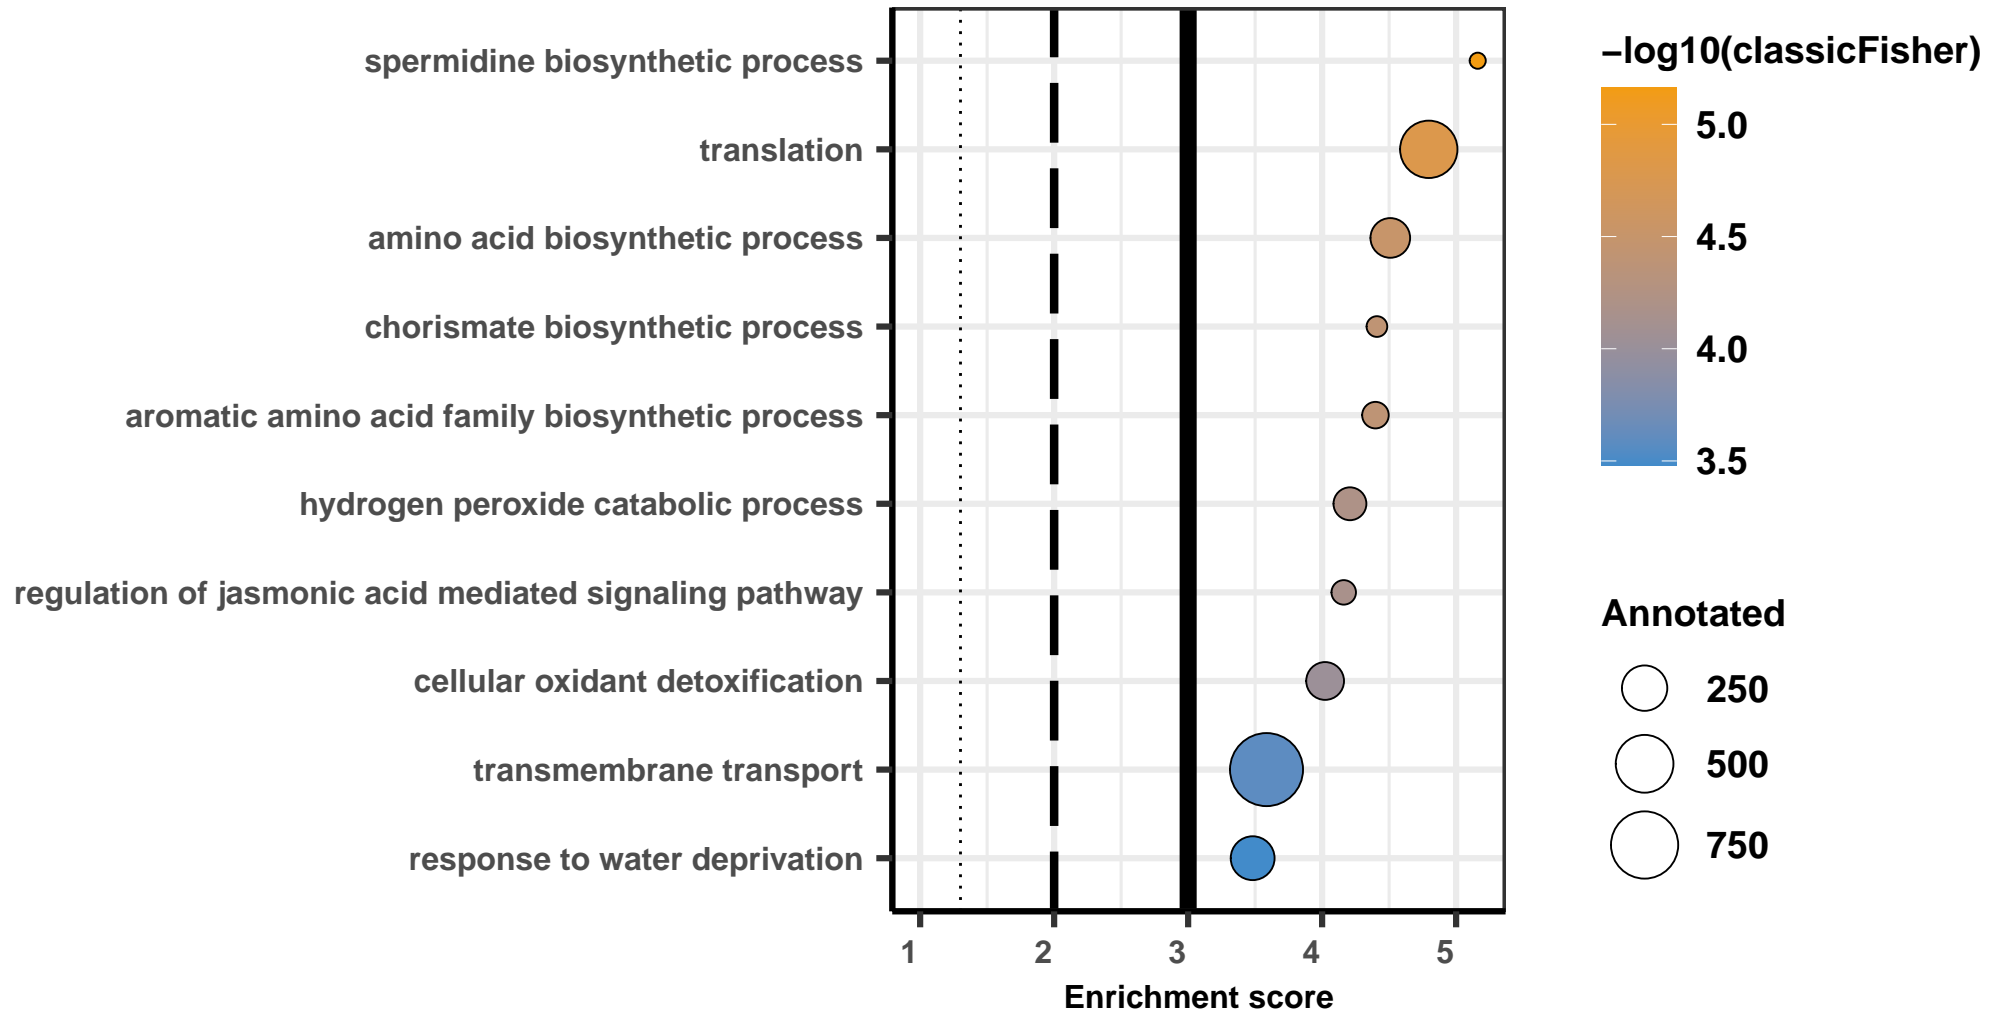 spermidine biosynthetic process
translation
amino acid biosynthetic process
chorismate biosynthetic process
aromatic amino acid family biosynthetic process
hydrogen peroxide catabolic process
regulation of jasmonic acid mediated signaling pathway
cellular oxidant detoxification
transmembrane transport
response to water deprivation
1 2 3 4 5
Enrichment score
−log10(classicFisher)
5.0
4.5
4.0
3.5
Annotated
250
500
750